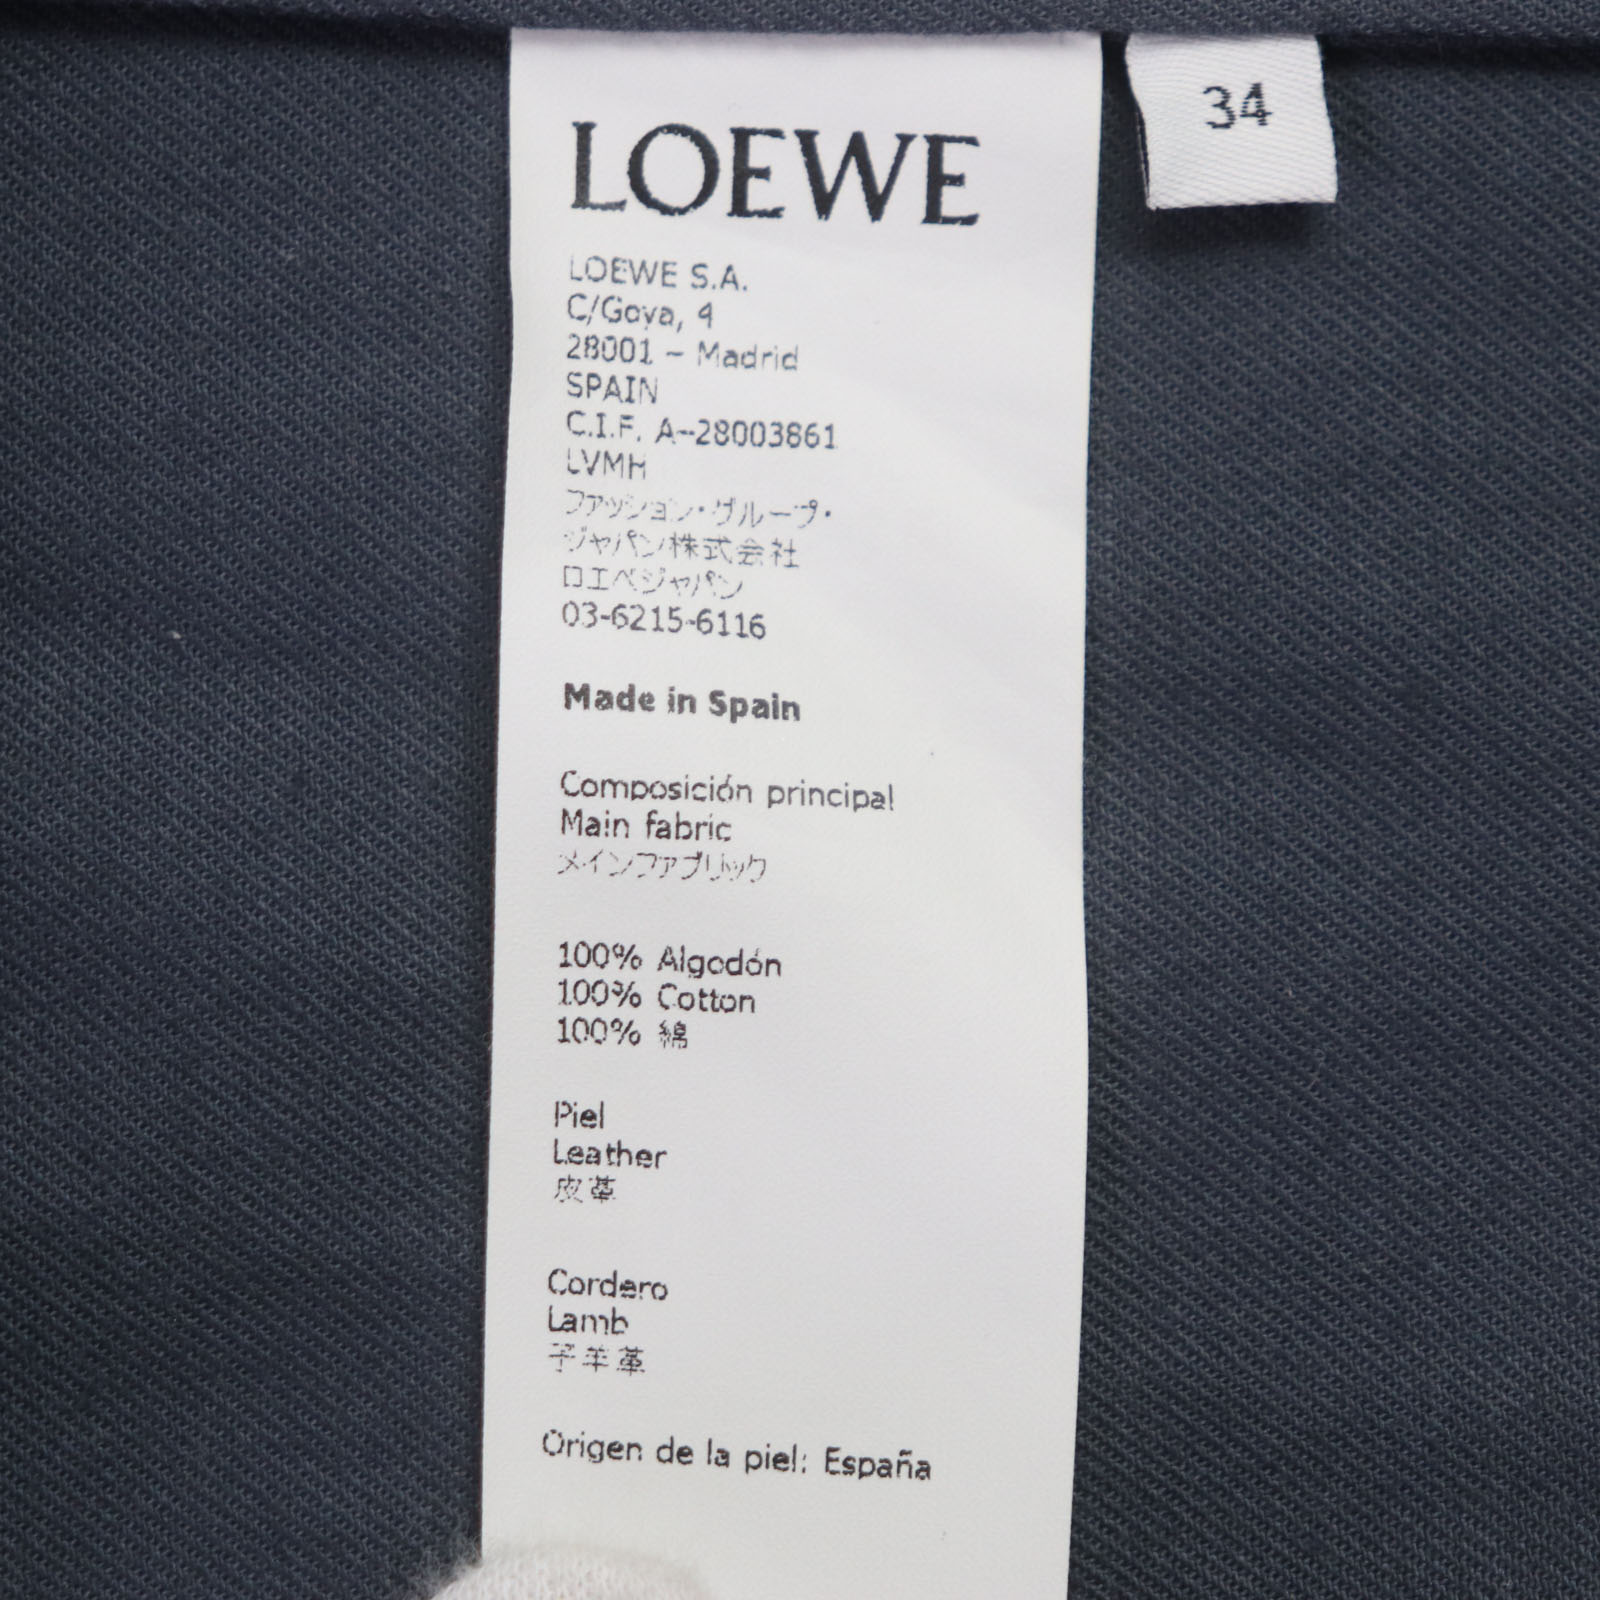 LOEWE
34
LOEWE S.A.
C/Goya, 4
28001 - Madrid
SPAIN
C.I.F. A-28003861
LVMH
ファッション・グループ・
ジャパン株式会社
ロエベジャパン
03-6215-6116
Made in Spain
Composición principal
Main fabric
メインファブリック
100% Algodón
100% Cotton
100% 綿
Piel
Leather
皮革
Cordero
Lamb
子羊革
Origen de la piel: España